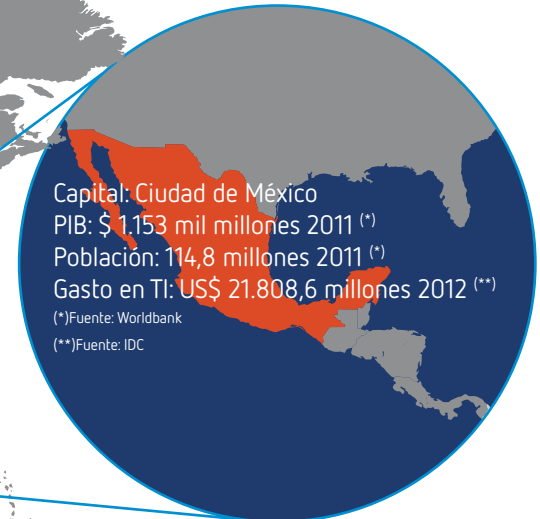 Capital: Ciudad de México
PIB: $ 1.153 mil millones 2011 (*)
Población: 114,8 millones 2011 (*)
Gasto en TI: US$ 21.808,6 millones 2012 (**)
(*)Fuente: Worldbank
(**)Fuente: IDC